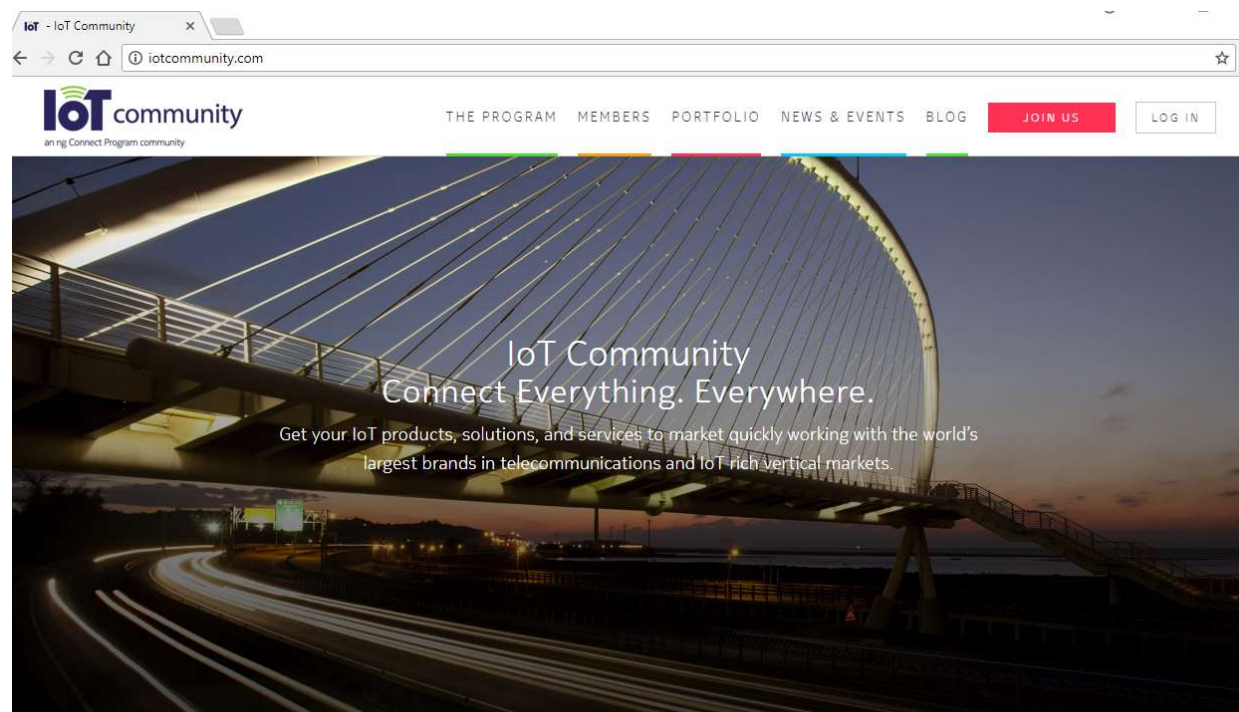 IoT - IoT Community
iotcommunity.com
IoT community
an ng Connect Program community
THE PROGRAM MEMBERS PORTFOLIO NEWS & EVENTS BLOG JOIN US LOG IN
IoT Community
Connect Everything. Everywhere.
Get your IoT products, solutions, and services to market quickly working with the world's
largest brands in telecommunications and IoT rich vertical markets.